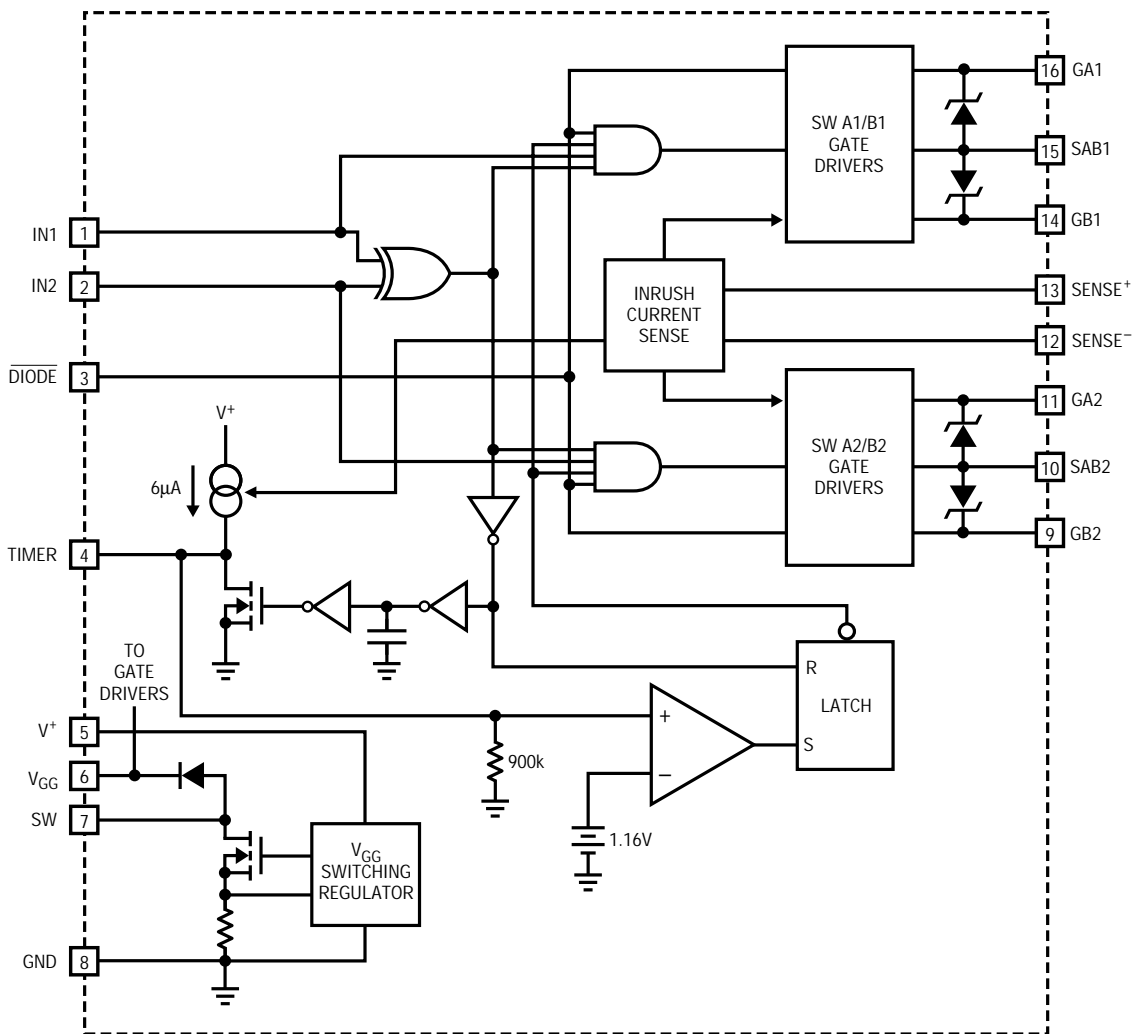 16 GA1
SW A1/B1
GATE
DRIVERS
15 SAB1
14 GB1
IN1 1
IN2 2
INRUSH
CURRENT
SENSE
13 SENSE⁺
12 SENSE⁻
DIODE 3
11 GA2
SW A2/B2
GATE
DRIVERS
10 SAB2
9 GB2
V⁺
6µA
TIMER 4
TO
GATE
DRIVERS
R
LATCH
S
+
−
900k
1.16V
V⁺ 5
V_GG 6
SW 7
V_GG
SWITCHING
REGULATOR
GND 8